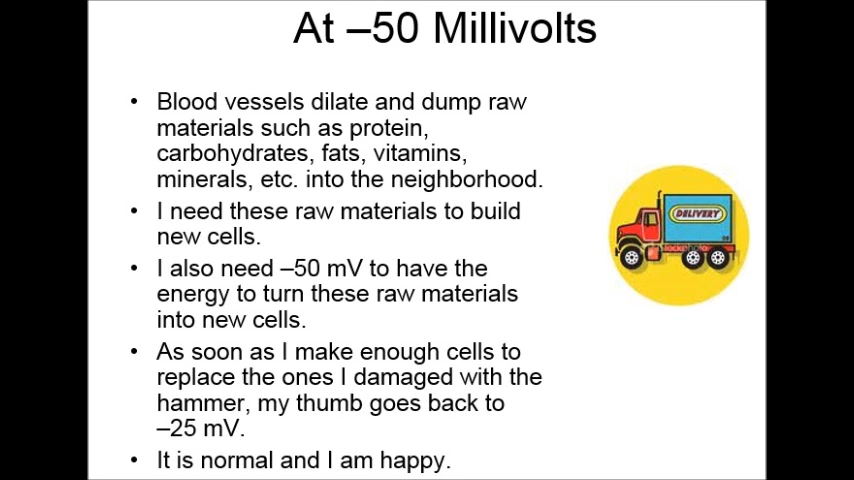 At –50 Millivolts
• Blood vessels dilate and dump raw
materials such as protein,
carbohydrates, fats, vitamins,
minerals, etc. into the neighborhood.
• I need these raw materials to build
new cells.
• I also need –50 mV to have the
energy to turn these raw materials
into new cells.
• As soon as I make enough cells to
replace the ones I damaged with the
hammer, my thumb goes back to
–25 mV.
• It is normal and I am happy.
DELIVERY